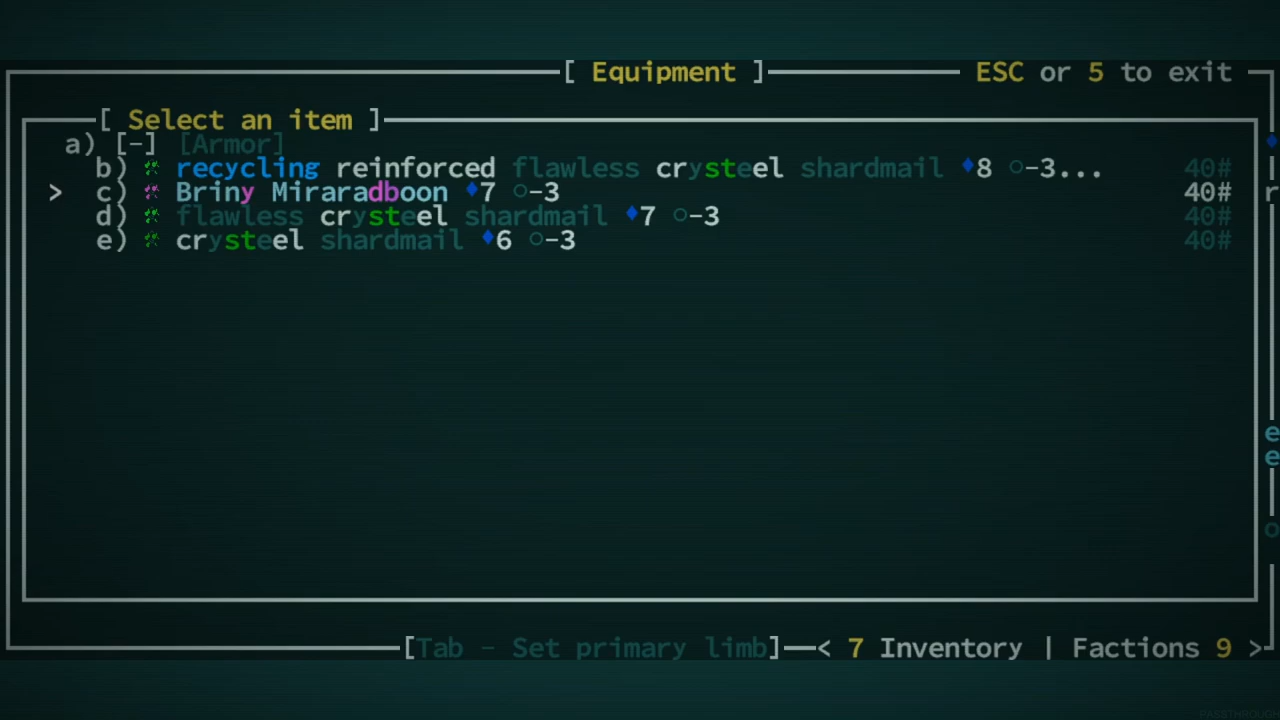 [ Equipment ] ESC or 5 to exit
[ Select an item ]
a) [-] [Armor]
b) recycling reinforced flawless crysteel shardmail ♦8 ○-3... 40#
> c) Briny Miraradboon ♦7 ○-3 40# r
d) flawless crysteel shardmail ♦7 ○-3 40#
e) crysteel shardmail ♦6 ○-3 40#
e
e
o
[Tab - Set primary limb] < 7 Inventory | Factions 9 >